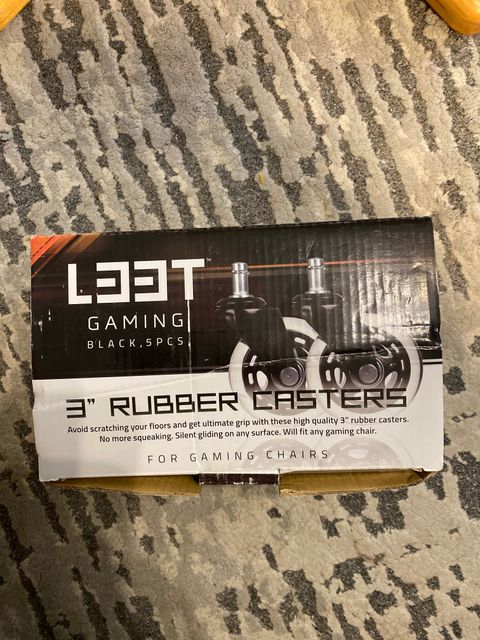 L33T™
GAMING
BLACK, 5PCS
3” RUBBER CASTERS
Avoid scratching your floors and get ultimate grip with these high quality 3” rubber casters.
No more squeaking. Silent gliding on any surface. Will fit any gaming chair.
FOR GAMING CHAIRS